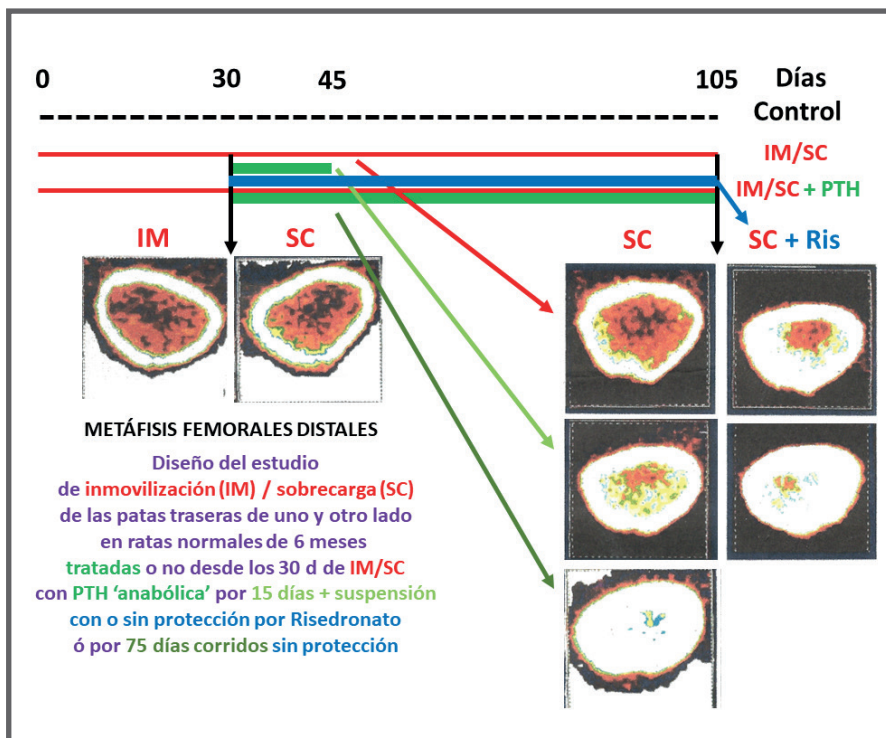 0 30 45 105 Días
Control
IM/SC
IM/SC + PTH
IM SC SC SC + Ris
METÁFISIS FEMORALES DISTALES
Diseño del estudio
de inmovilización (IM) / sobrecarga (SC)
de las patas traseras de uno y otro lado
en ratas normales de 6 meses
tratadas o no desde los 30 d de IM/SC
con PTH ‘anabólica’ por 15 días + suspensión
con o sin protección por Risedronato
ó por 75 días corridos sin protección